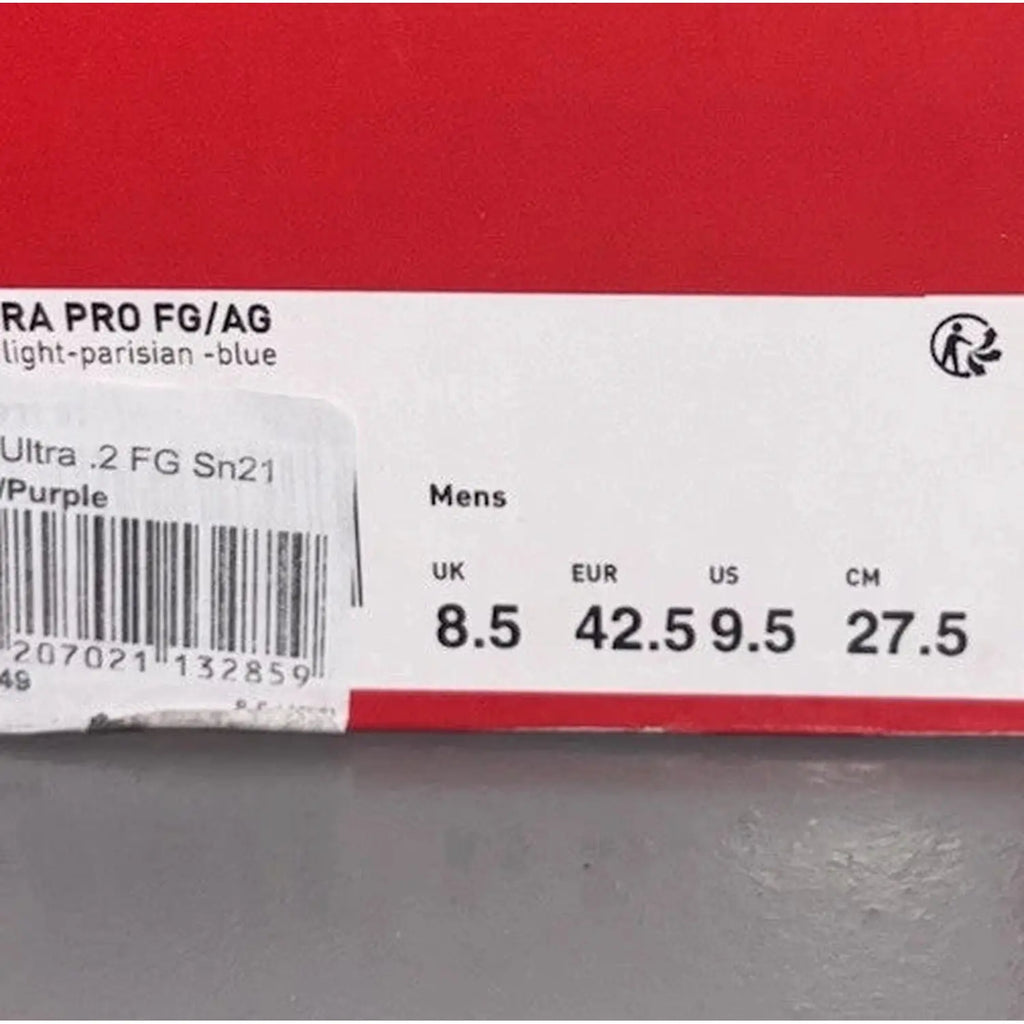 RA PRO FG/AG
light-parisian -blue
Ultra .2 FG Sn21
/Purple
207021 132859
49
Mens
UK EUR US CM
8.5 42.5 9.5 27.5